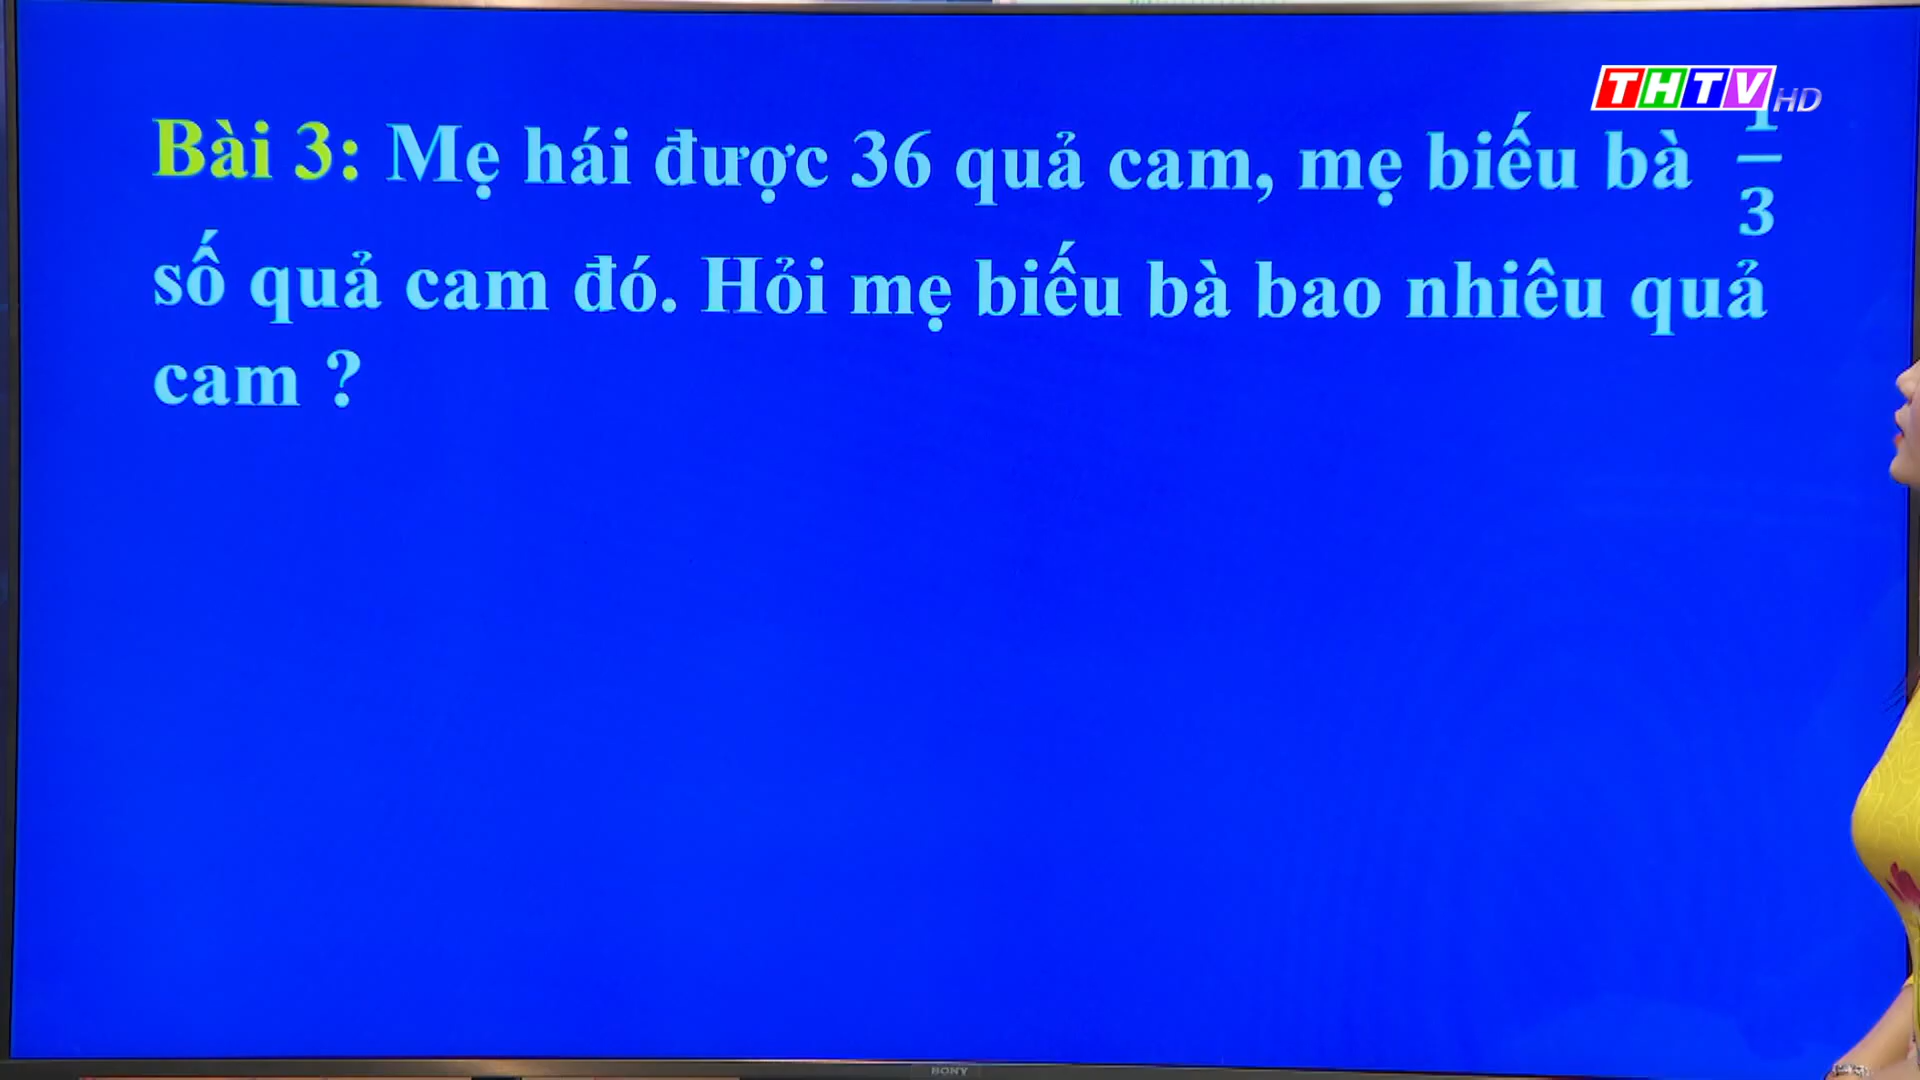 THTV HD
Bài 3: Mẹ hái được 36 quả cam, mẹ biếu bà 1/3
số quả cam đó. Hỏi mẹ biếu bà bao nhiêu quả
cam ?
SONY